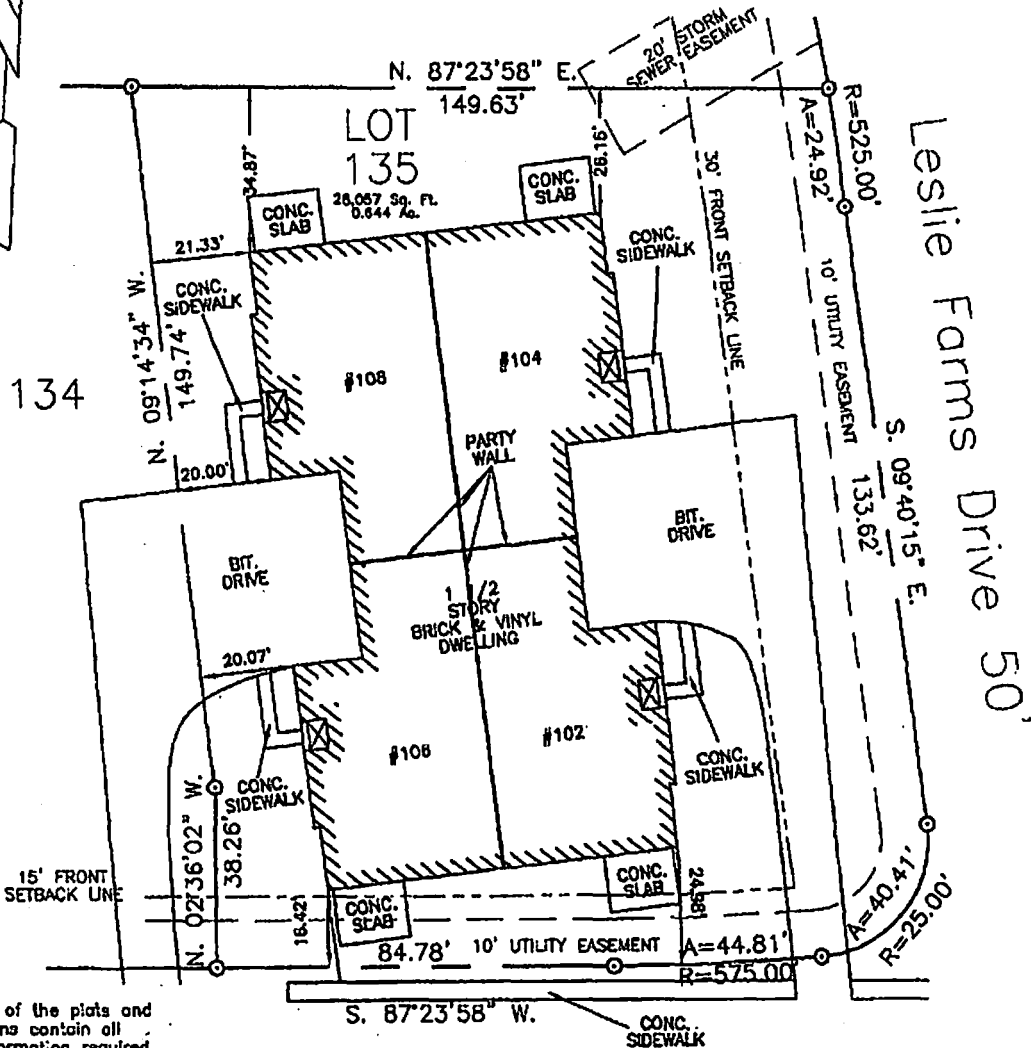 20' STORM
SEWER EASEMENT
N. 87°23'58" E.
149.63'
LOT
135
28,057 Sq. Ft.
0.644 Ac.
R=525.00'
A=24.92'
Leslie Farms Drive 50'
34.87'
26.16'
CONC.
SLAB
CONC.
SLAB
30' FRONT SETBACK LINE
21.33'
CONC.
SIDEWALK
CONC.
SIDEWALK
10' UTILITY EASEMENT
N. 09°14'34" W.
149.74'
134
#108
#104
S. 09°40'15" E.
133.62'
PARTY
WALL
20.00'
BIT.
DRIVE
BIT.
DRIVE
1 1/2
STORY
BRICK & VINYL
DWELLING
20.07'
#106
#102
CONC.
SIDEWALK
CONC.
SIDEWALK
N. 02°36'02" W.
38.26'
15' FRONT
SETBACK LINE
16.42'
CONC.
SLAB
CONC.
SLAB
24.98'
A=40.41'
R=25.00'
84.78'
10' UTILITY EASEMENT
A=44.81'
R=575.00
S. 87°23'58" W.
CONC.
SIDEWALK
of the plats and
ns contain all
ormation required